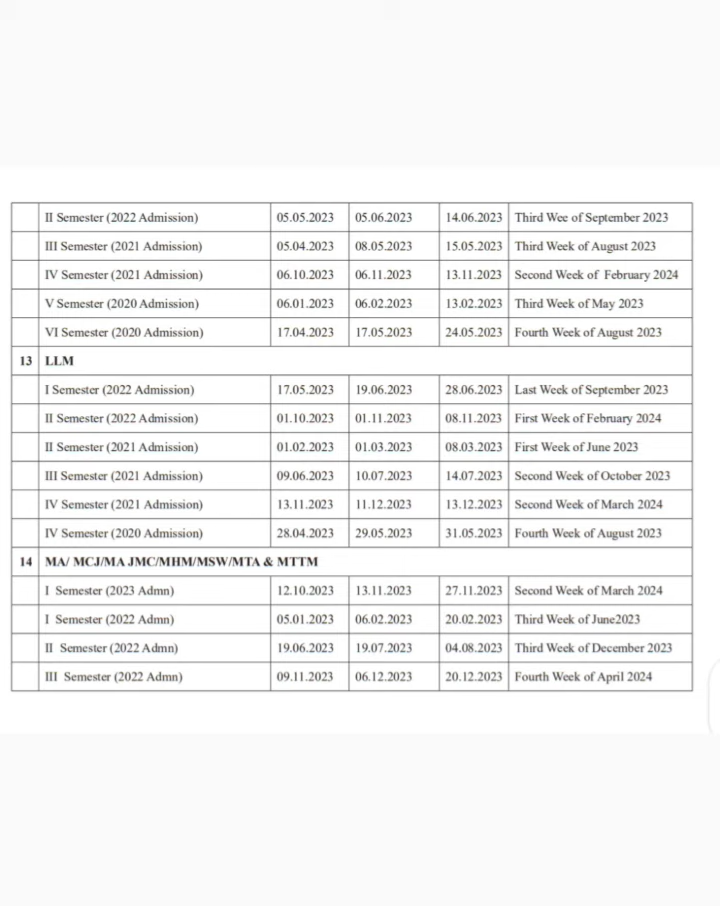 II Semester (2022 Admission) 05.05.2023 05.06.2023 14.06.2023 Third Wee of September 2023
III Semester (2021 Admission) 05.04.2023 08.05.2023 15.05.2023 Third Week of August 2023
IV Semester (2021 Admission) 06.10.2023 06.11.2023 13.11.2023 Second Week of February 2024
V Semester (2020 Admission) 06.01.2023 06.02.2023 13.02.2023 Third Week of May 2023
VI Semester (2020 Admission) 17.04.2023 17.05.2023 24.05.2023 Fourth Week of August 2023
13 LLM
I Semester (2022 Admission) 17.05.2023 19.06.2023 28.06.2023 Last Week of September 2023
II Semester (2022 Admission) 01.10.2023 01.11.2023 08.11.2023 First Week of February 2024
II Semester (2021 Admission) 01.02.2023 01.03.2023 08.03.2023 First Week of June 2023
III Semester (2021 Admission) 09.06.2023 10.07.2023 14.07.2023 Second Week of October 2023
IV Semester (2021 Admission) 13.11.2023 11.12.2023 13.12.2023 Second Week of March 2024
IV Semester (2020 Admission) 28.04.2023 29.05.2023 31.05.2023 Fourth Week of August 2023
14 MA/ MCJ/MA JMC/MHM/MSW/MTA & MTTM
I Semester (2023 Admn) 12.10.2023 13.11.2023 27.11.2023 Second Week of March 2024
I Semester (2022 Admn) 05.01.2023 06.02.2023 20.02.2023 Third Week of June2023
II Semester (2022 Admn) 19.06.2023 19.07.2023 04.08.2023 Third Week of December 2023
III Semester (2022 Admn) 09.11.2023 06.12.2023 20.12.2023 Fourth Week of April 2024